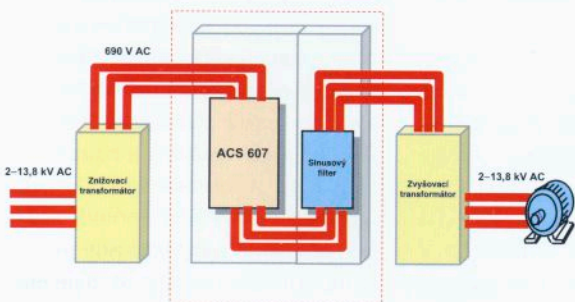 690 V AC
2–13,8 kV AC
Znižovací
transformátor
ACS 607
Sínusový
filter
Zvyšovací
transformátor
2–13,8 kV AC